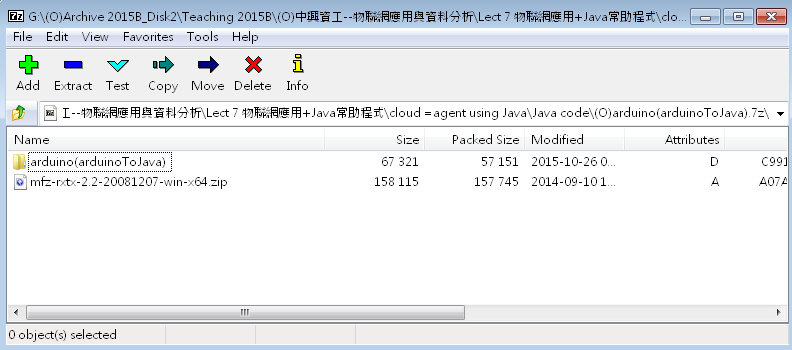 G:\(O)Archive 2015B_Disk2\Teaching 2015B\(O)中興資工--物聯網應用與資料分析\Lect 7 物聯網應用+Java常助程式\clo...
File Edit View Favorites Tools Help
Add Extract Test Copy Move Delete Info
工--物聯網應用與資料分析\Lect 7 物聯網應用+Java常助程式\cloud =agent using Java\Java code\(O)arduino(arduinoToJava).7z\
Name Size Packed Size Modified Attributes
arduino(arduinoToJava) 67 321 57 151 2015-10-26 0... D C991
mfz-rxtx-2.2-20081207-win-x64.zip 158 115 157 745 2014-09-10 1... A A07A
0 object(s) selected